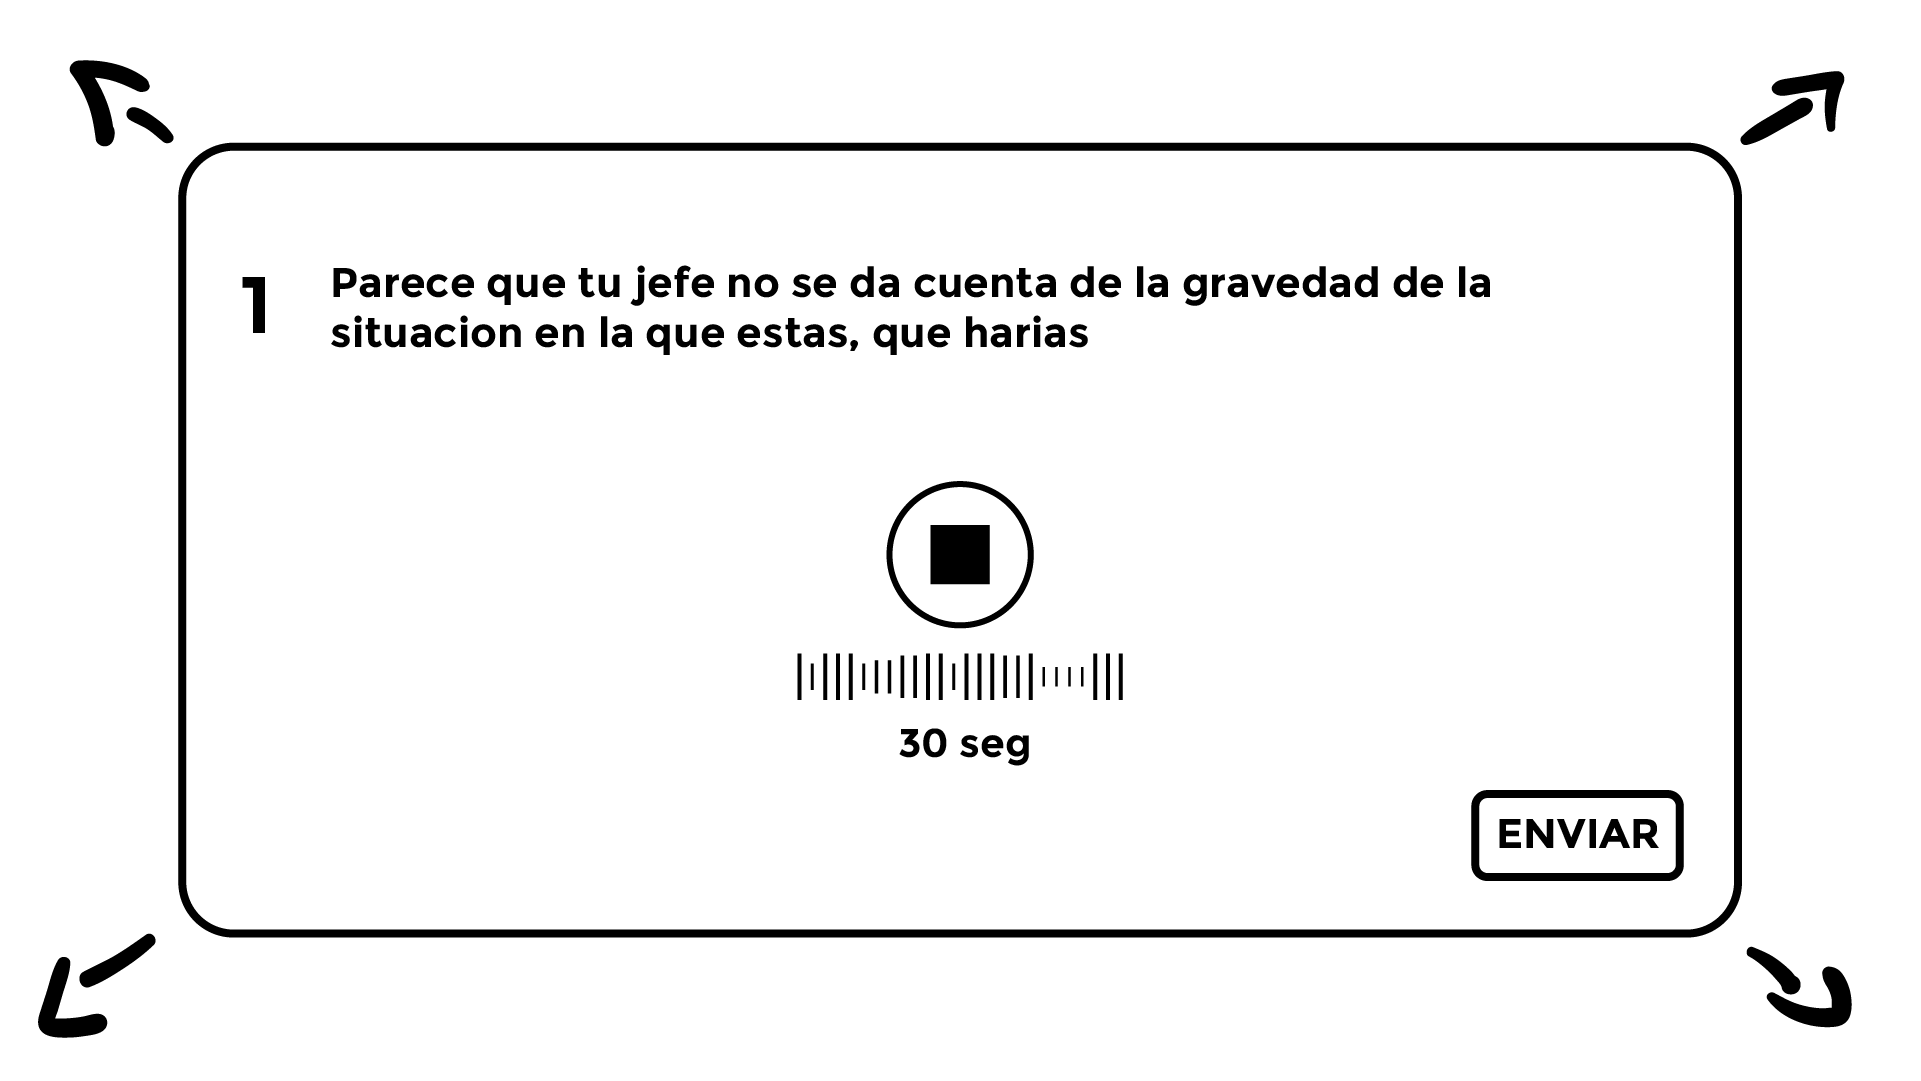 1
Parece que tu jefe no se da cuenta de la gravedad de la
situacion en la que estas, que harias
30 seg
ENVIAR